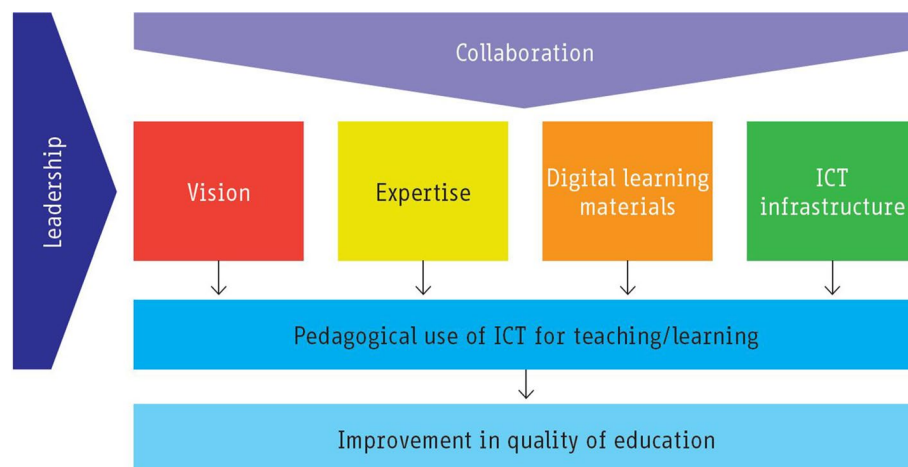 Leadership
Collaboration
Vision
Expertise
Digital learning
materials
ICT
infrastructure
Pedagogical use of ICT for teaching/learning
Improvement in quality of education